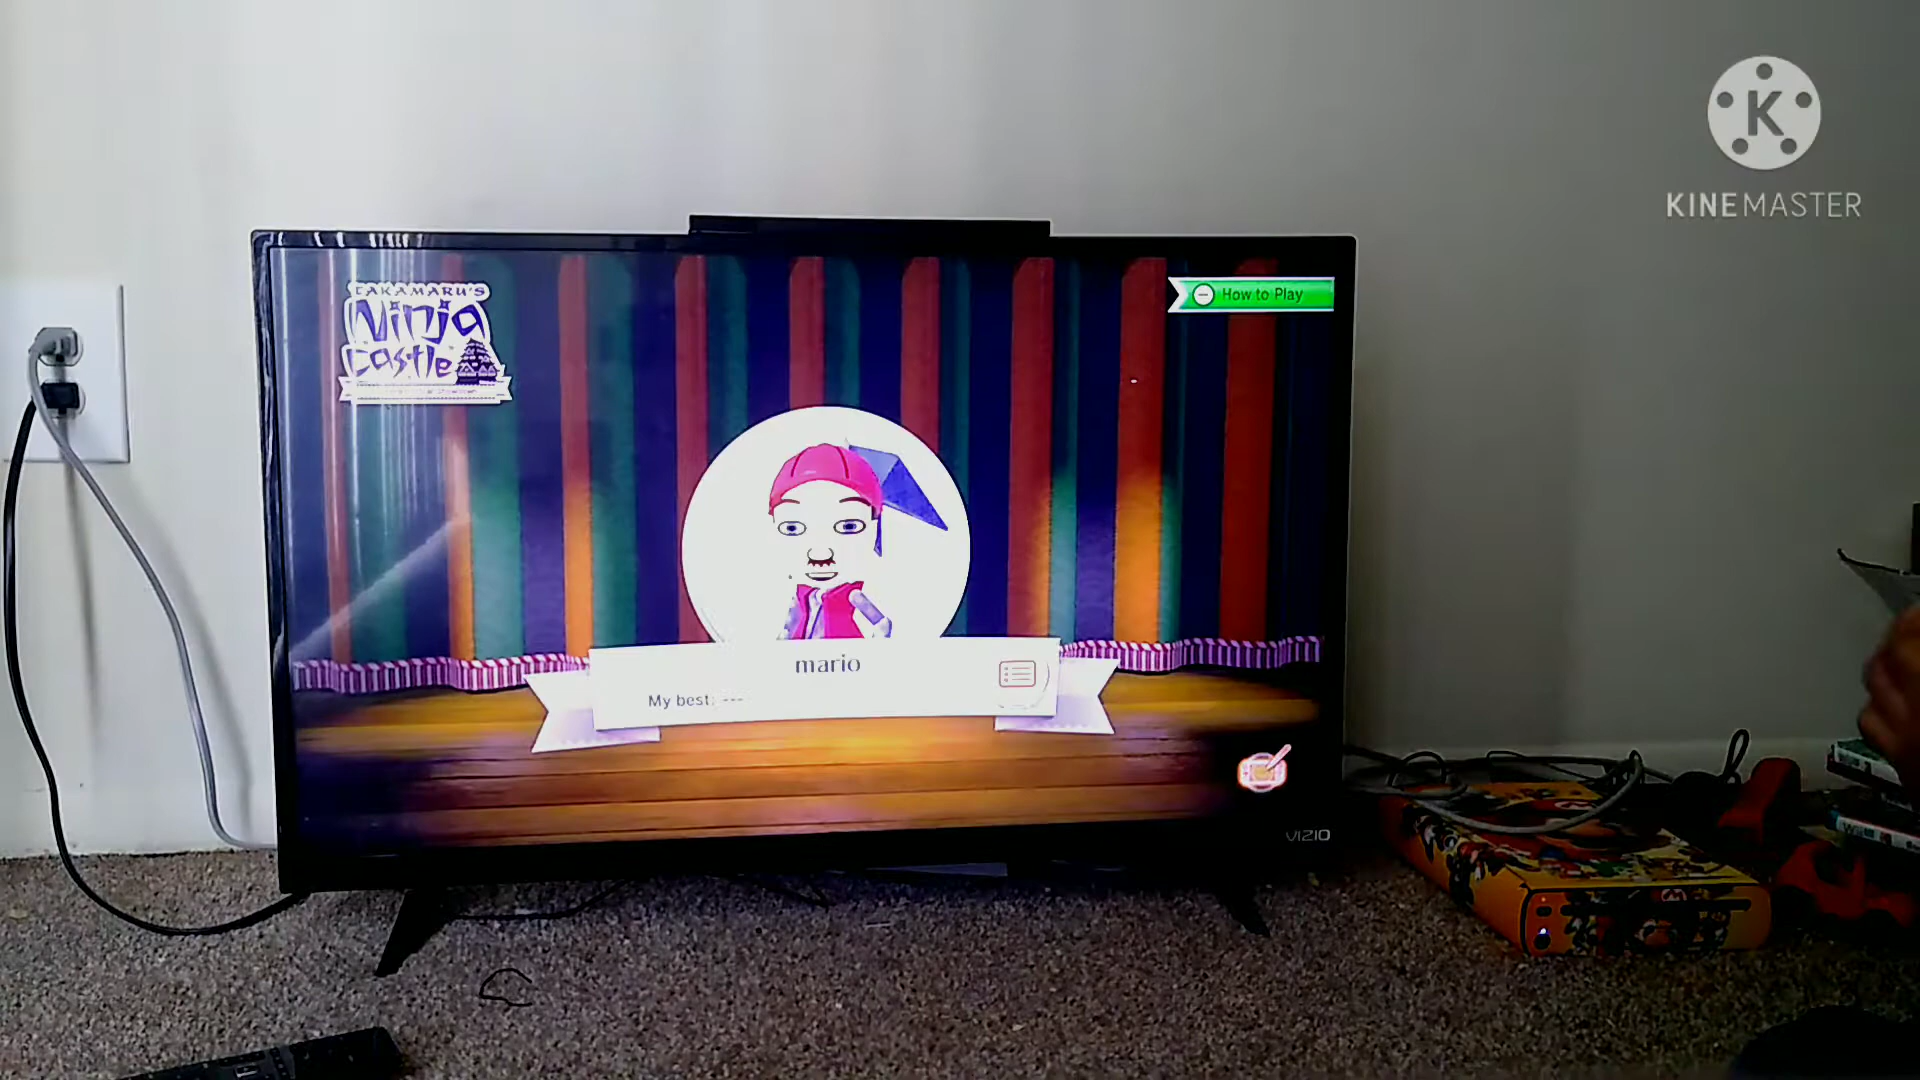 K
KINEMASTER
TAKAMARU'S
Ninja
Castle
How to Play
mario
My best:
VIZIO